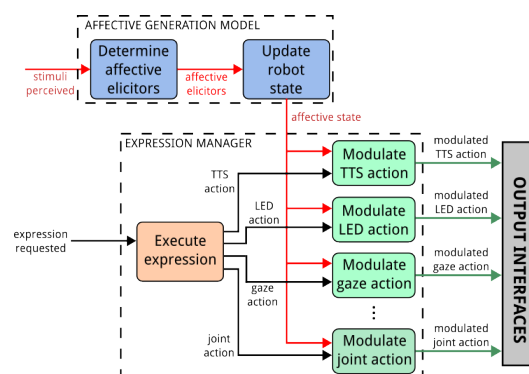 AFFECTIVE GENERATION MODEL
Determine
affective
elicitors
Update
robot
state
stimuli
perceived
affective
elicitors
affective state
EXPRESSION MANAGER
TTS
action
Modulate
TTS action
modulated
TTS action
LED
action
Modulate
LED action
modulated
LED action
expression
requested
Execute
expression
gaze
action
Modulate
gaze action
modulated
gaze action
...
joint
action
Modulate
joint action
modulated
joint action
OUTPUT INTERFACES